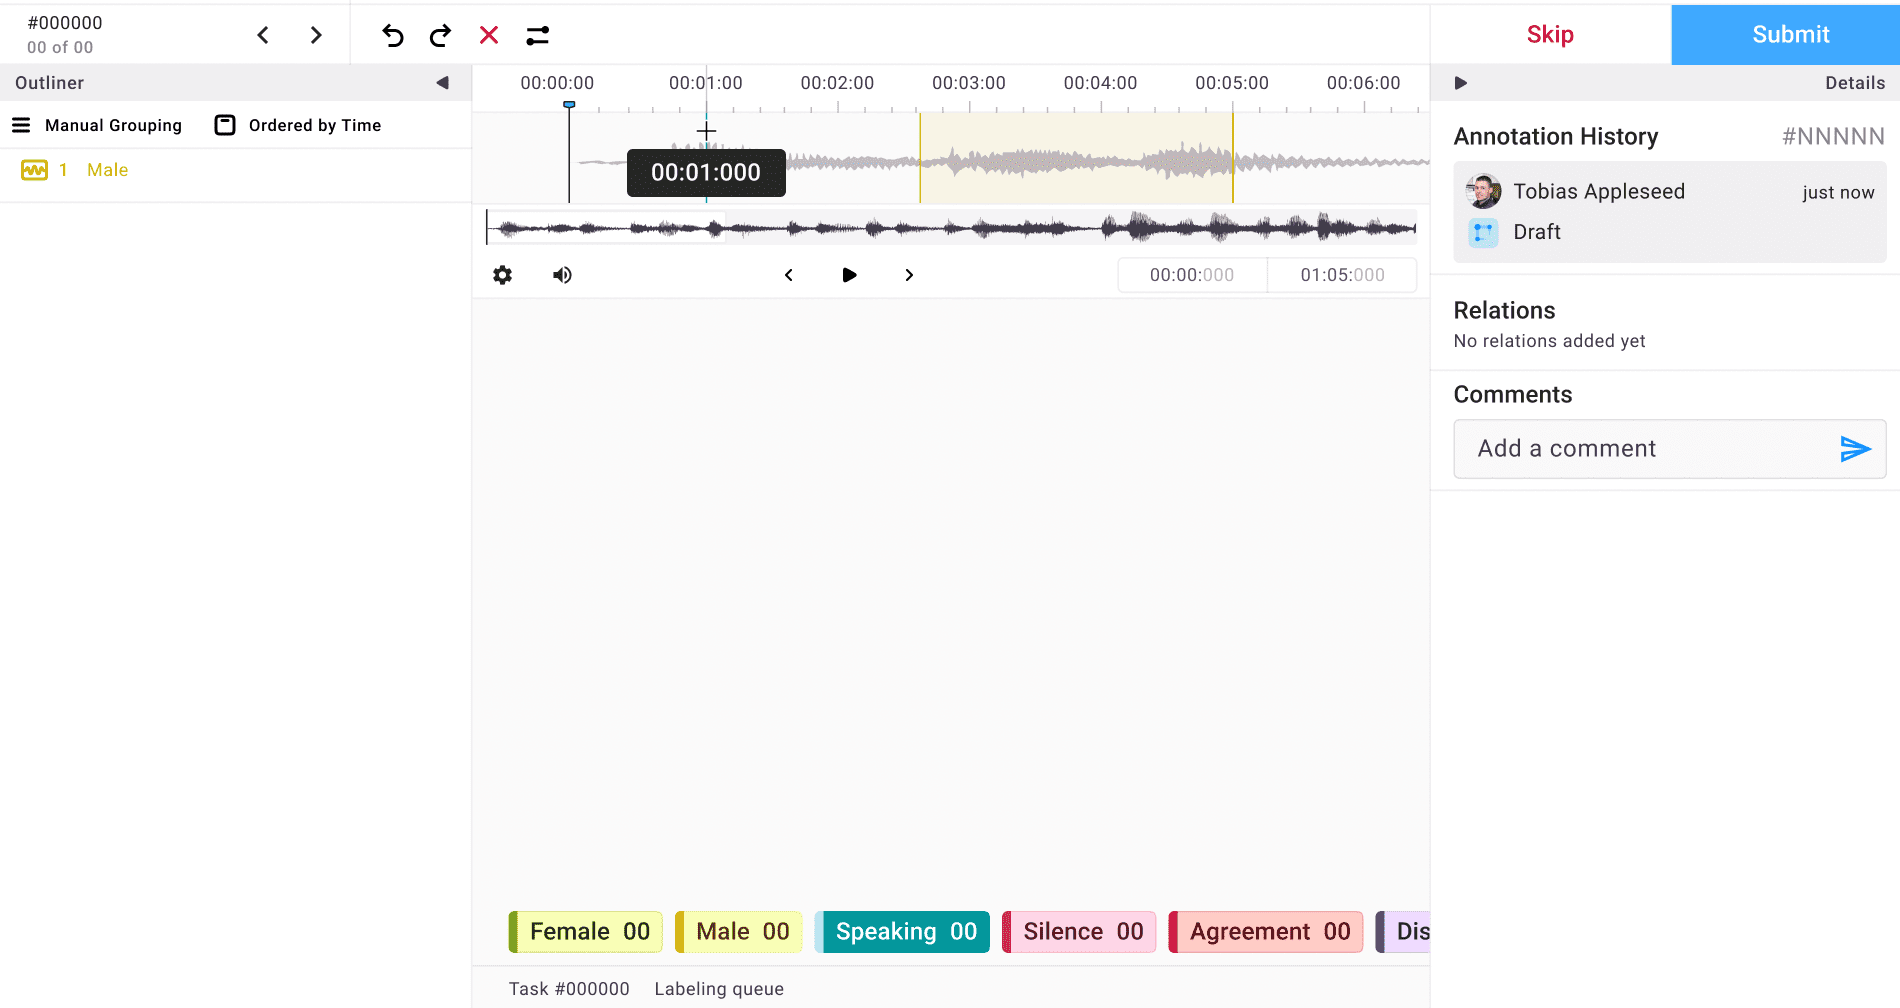 #000000
00 of 00
Skip
Submit
Outliner
00:00:00 00:01:00 00:02:00 00:03:00 00:04:00 00:05:00 00:06:00
Details
Manual Grouping Ordered by Time
1 Male
00:01:000
00:00:000 01:05:000
Annotation History #NNNNN
Tobias Appleseed just now
Draft
Relations
No relations added yet
Comments
Add a comment
Female 00 Male 00 Speaking 00 Silence 00 Agreement 00 Dis
Task #000000 Labeling queue